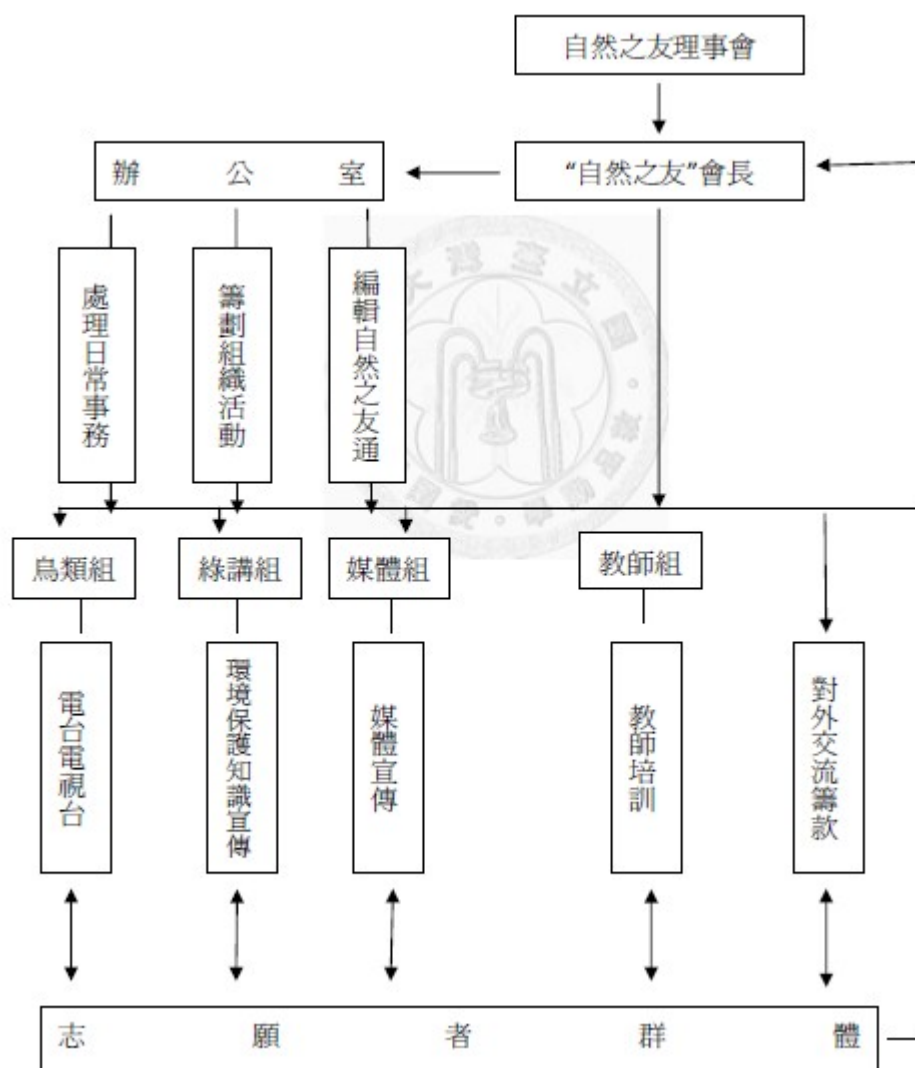 自然之友理事會
辦公室
“自然之友”會長
處理日常事務
籌劃組織活動
編輯自然之友通
鳥類組
綠講組
媒體組
教師組
電台電視台
環境保護知識宣傳
媒體宣傳
教師培訓
對外交流籌款
志願者群體